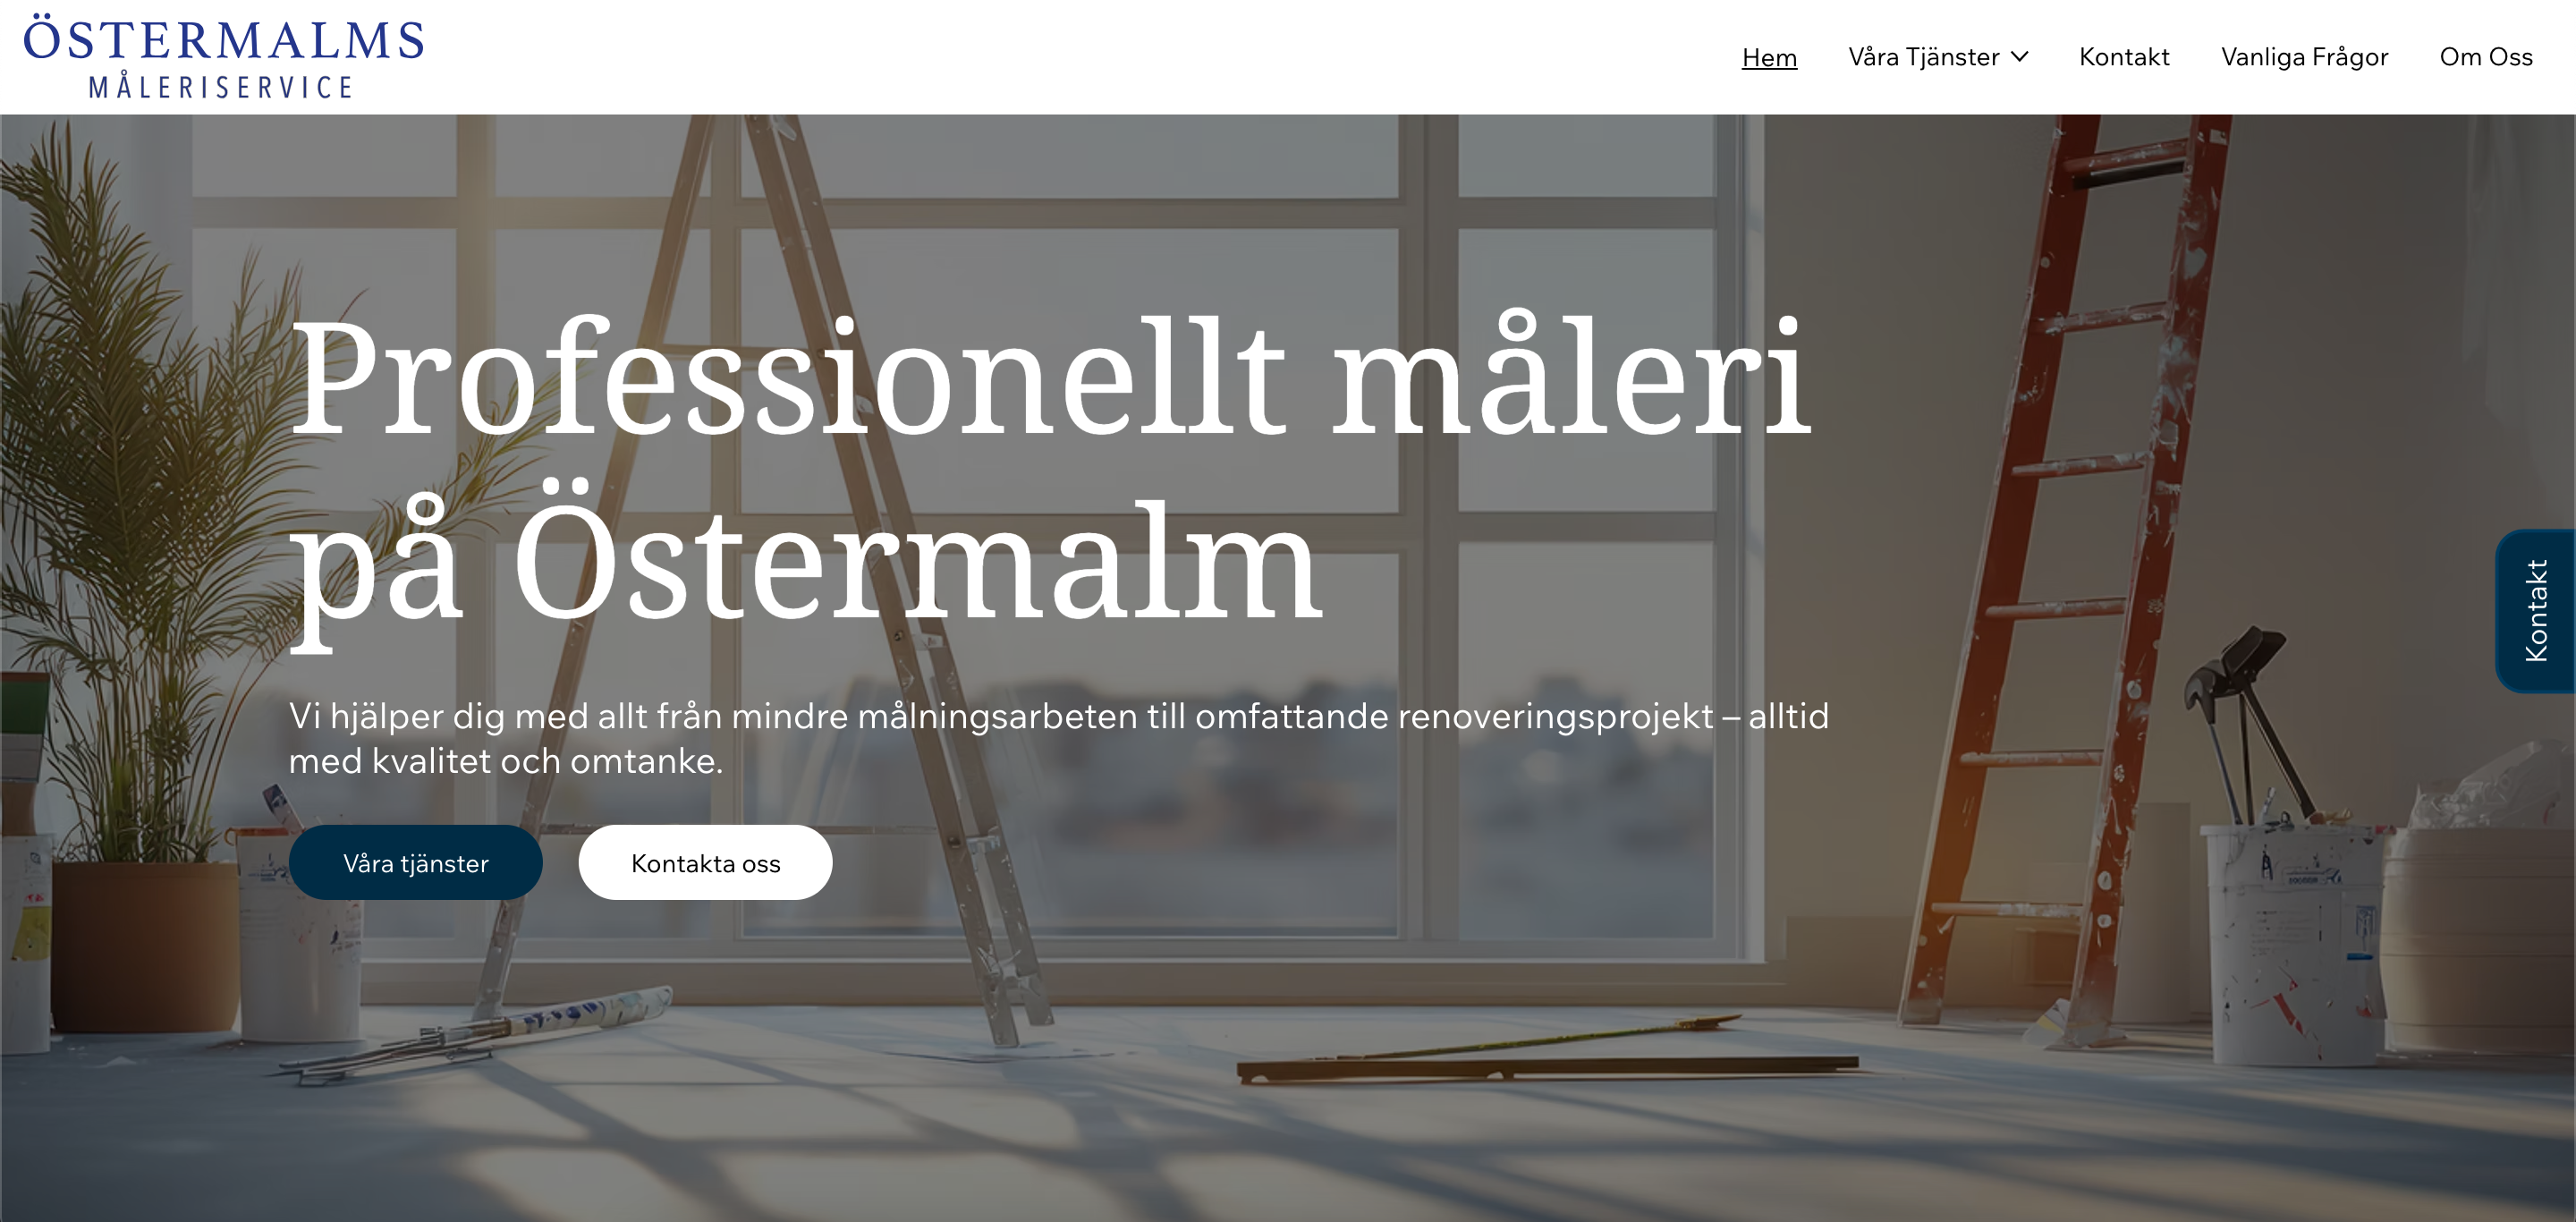 ÖSTERMALMS
MÅLERISERVICE
Hem
Våra Tjänster
Kontakt
Vanliga Frågor
Om Oss
Professionellt måleri
på Östermalm
Kontakt
Vi hjälper dig med allt från mindre målningsarbeten till omfattande renoveringsprojekt – alltid
med kvalitet och omtanke.
Våra tjänster
Kontakta oss